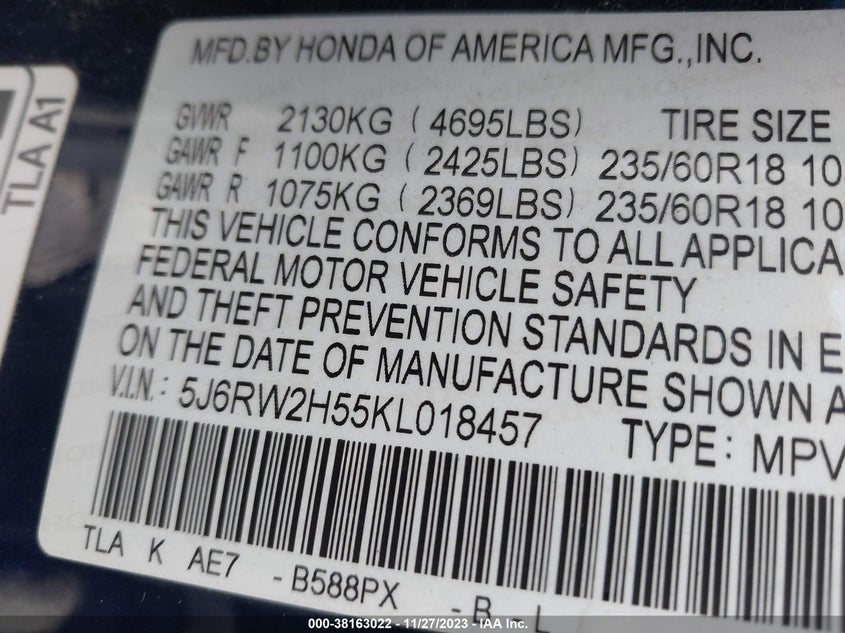 MFD.BY HONDA OF AMERICA MFG.,INC.
GVWR 2130KG ( 4695LBS) TIRE SIZE
GAWR F 1100KG ( 2425LBS) 235/60R18 10
GAWR R 1075KG ( 2369LBS) 235/60R18 10
THIS VEHICLE CONFORMS TO ALL APPLICA
FEDERAL MOTOR VEHICLE SAFETY
AND THEFT PREVENTION STANDARDS IN E
ON THE DATE OF MANUFACTURE SHOWN A
V.I.N.: 5J6RW2H55KL018457 TYPE: MPV
TLA K AE7 -B588PX -B - L
TLA A1
000-38163022 - 11/27/2023 - IAA Inc.